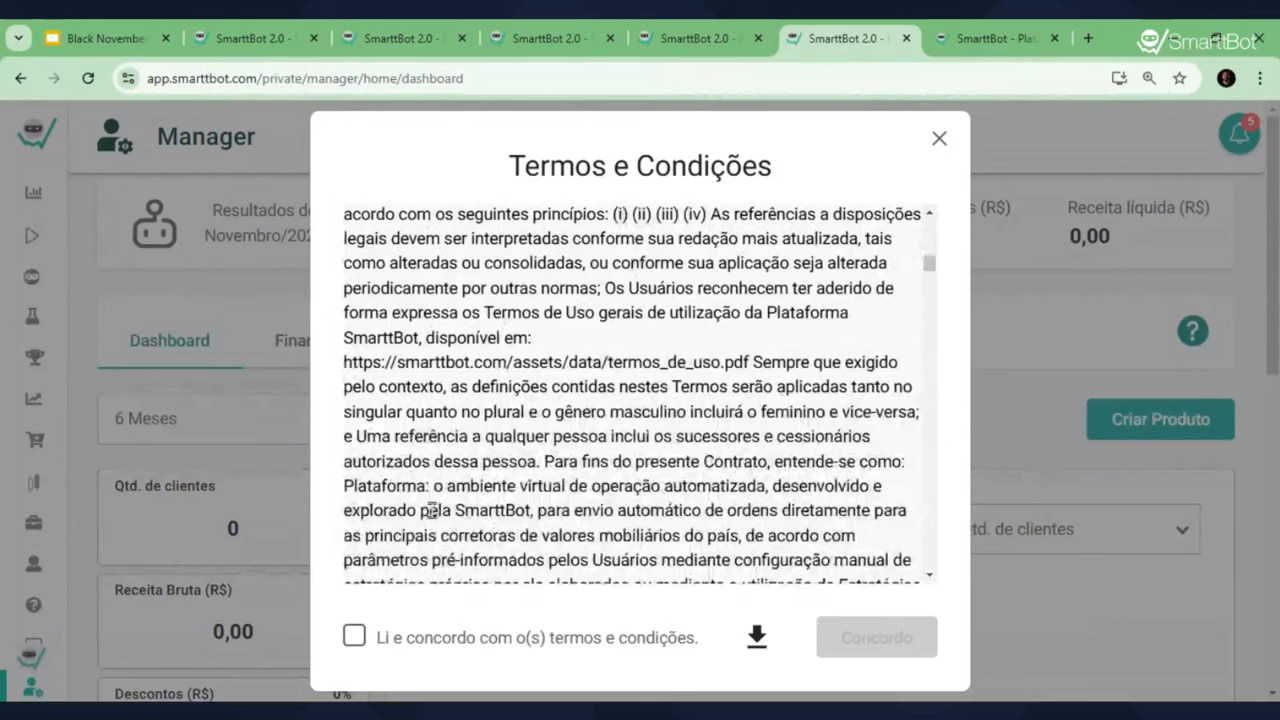 Black November
SmarttBot 2.0 -
SmarttBot 2.0 -
SmarttBot 2.0 -
SmarttBot 2.0 -
SmarttBot 2.0 -
SmarttBot - Plat
SmarttBot
app.smarttbot.com/private/manager/home/dashboard
Manager
5
Resultados de
Novembro/202
s (R$)
Receita líquida (R$)
0,00
Dashboard
Finan
?
6 Meses
Criar Produto
Qtd. de clientes
0
td. de clientes
Receita Bruta (R$)
0,00
Descontos (R$)
0%
Termos e Condições
acordo com os seguintes princípios: (i) (ii) (iii) (iv) As referências a disposições
legais devem ser interpretadas conforme sua redação mais atualizada, tais
como alteradas ou consolidadas, ou conforme sua aplicação seja alterada
periodicamente por outras normas; Os Usuários reconhecem ter aderido de
forma expressa os Termos de Uso gerais de utilização da Plataforma
SmarttBot, disponível em:
https://smarttbot.com/assets/data/termos_de_uso.pdf Sempre que exigido
pelo contexto, as definições contidas nestes Termos serão aplicadas tanto no
singular quanto no plural e o gênero masculino incluirá o feminino e vice-versa;
e Uma referência a qualquer pessoa inclui os sucessores e cessionários
autorizados dessa pessoa. Para fins do presente Contrato, entende-se como:
Plataforma: o ambiente virtual de operação automatizada, desenvolvido e
explorado pela SmarttBot, para envio automático de ordens diretamente para
as principais corretoras de valores mobiliários do país, de acordo com
parâmetros pré-informados pelos Usuários mediante configuração manual de
Li e concordo com o(s) termos e condições.
Concordo